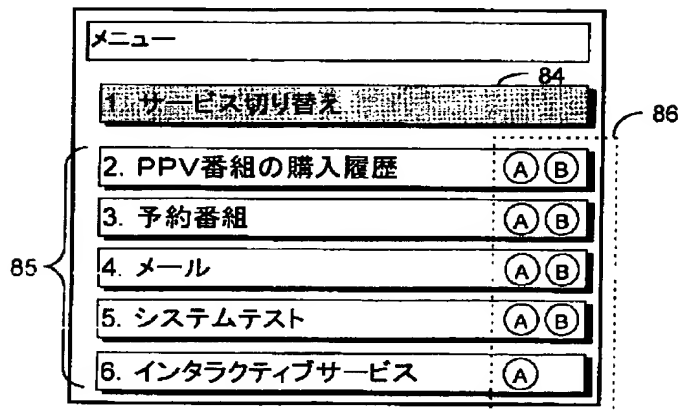 メニュー
84
1. サービス切り替え
86
2. PPV番組の購入履歴 A B
3. 予約番組 A B
4. メール A B
85
5. システムテスト A B
6. インタラクティブサービス A